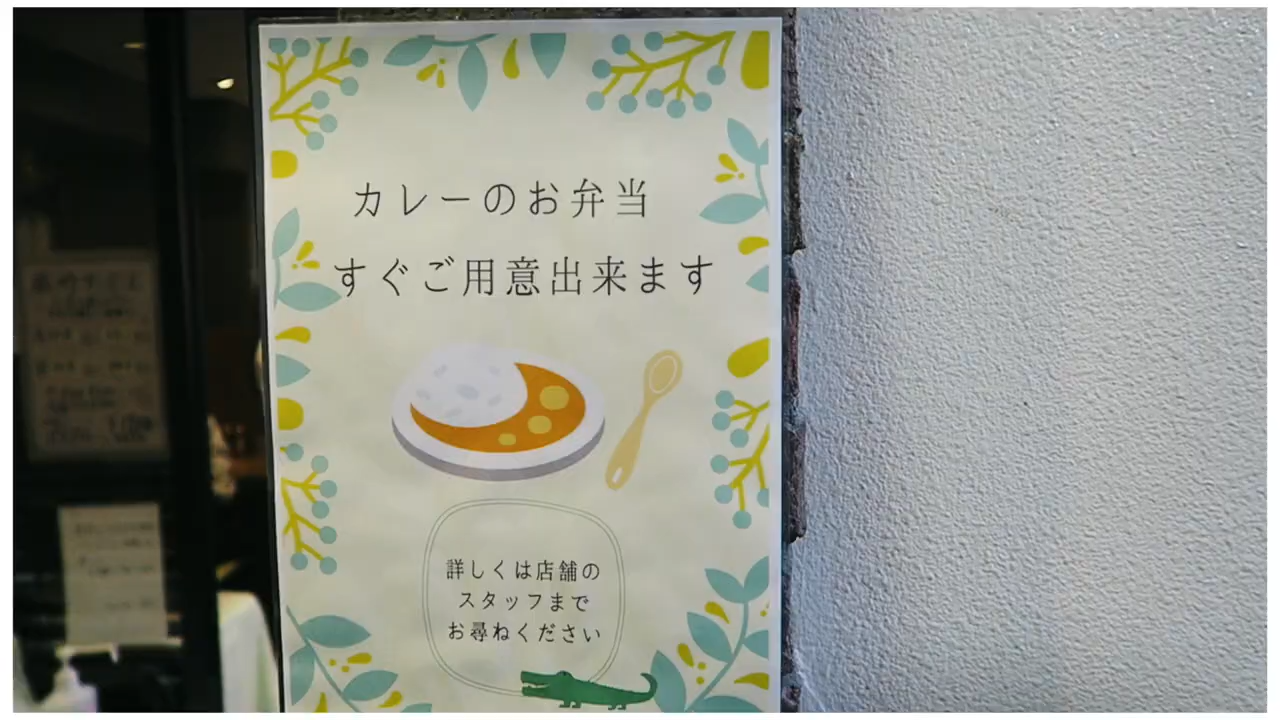 カレーのお弁当
すぐご用意出来ます
詳しくは店舗の
スタッフまで
お尋ねください